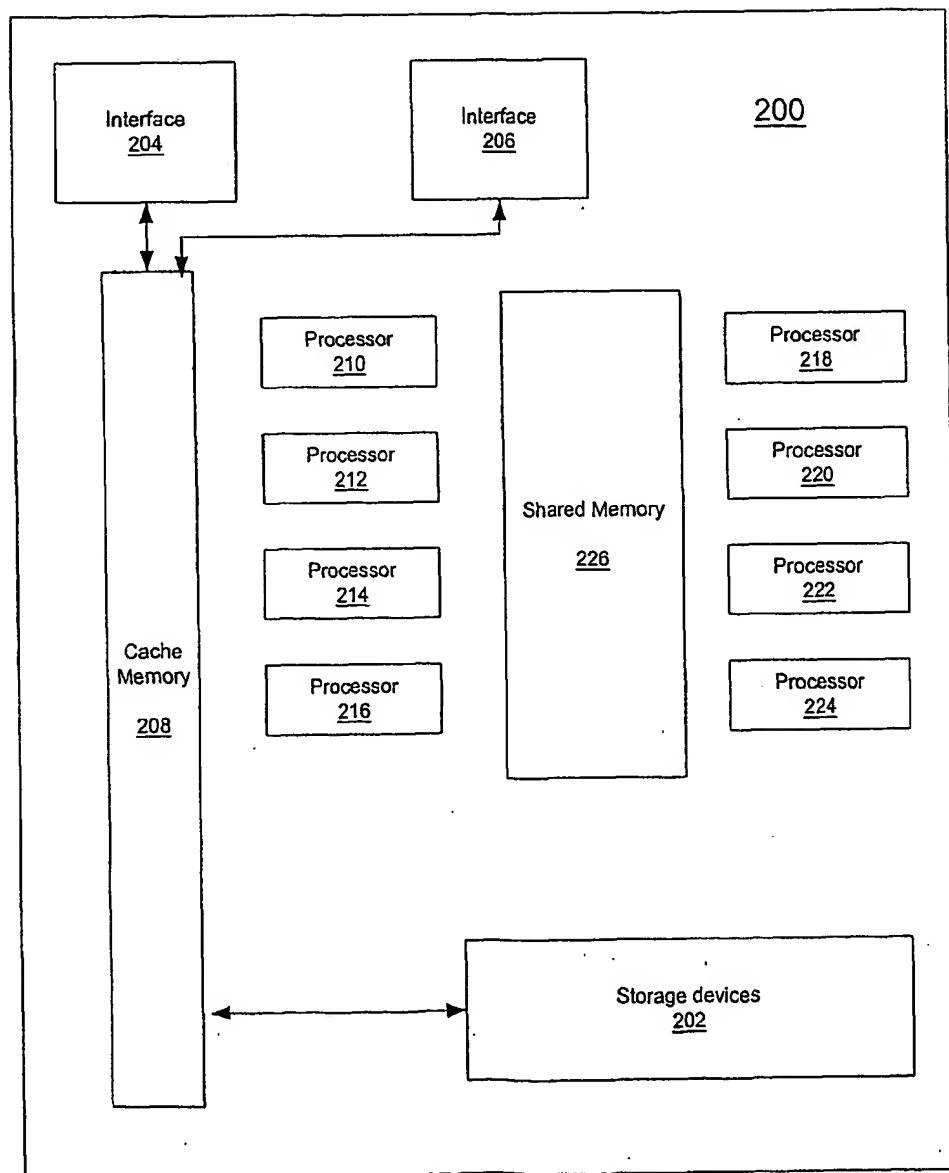 Interface
204
Interface
206
200
Processor
210
Processor
212
Processor
214
Processor
216
Shared Memory
226
Processor
218
Processor
220
Processor
222
Processor
224
Cache
Memory
208
Storage devices
202